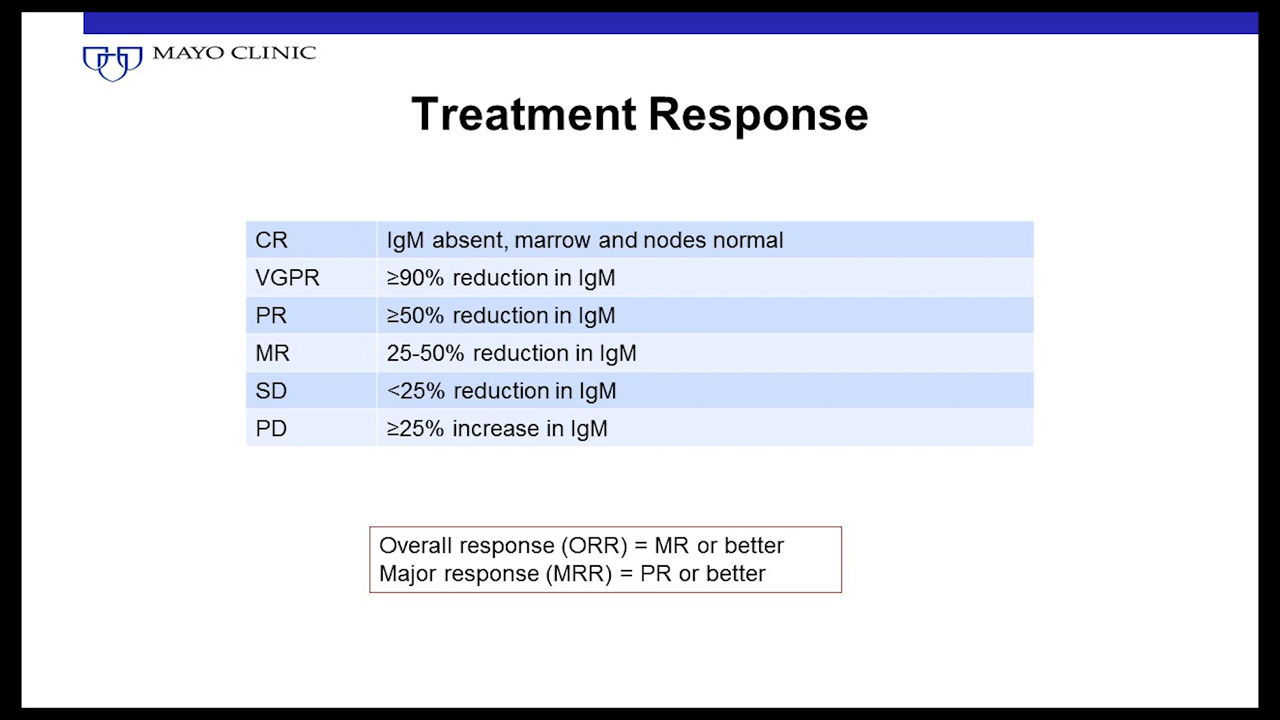 MAYO CLINIC
Treatment Response
CR IgM absent, marrow and nodes normal
VGPR ≥90% reduction in IgM
PR ≥50% reduction in IgM
MR 25-50% reduction in IgM
SD <25% reduction in IgM
PD ≥25% increase in IgM
Overall response (ORR) = MR or better
Major response (MRR) = PR or better